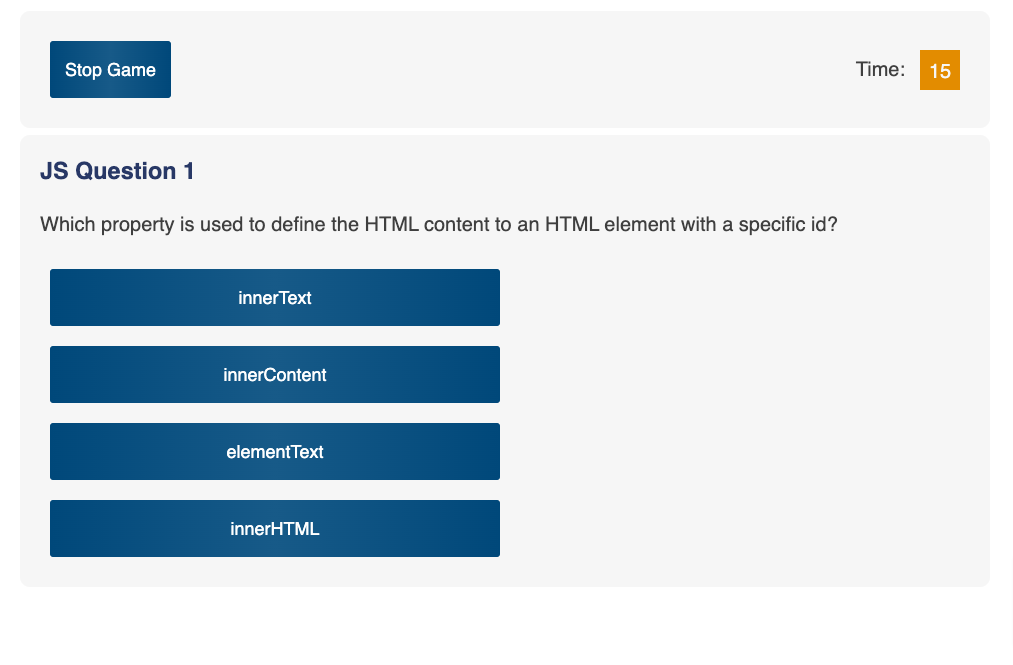 Stop Game
Time: 15
JS Question 1
Which property is used to define the HTML content to an HTML element with a specific id?
innerText
innerContent
elementText
innerHTML